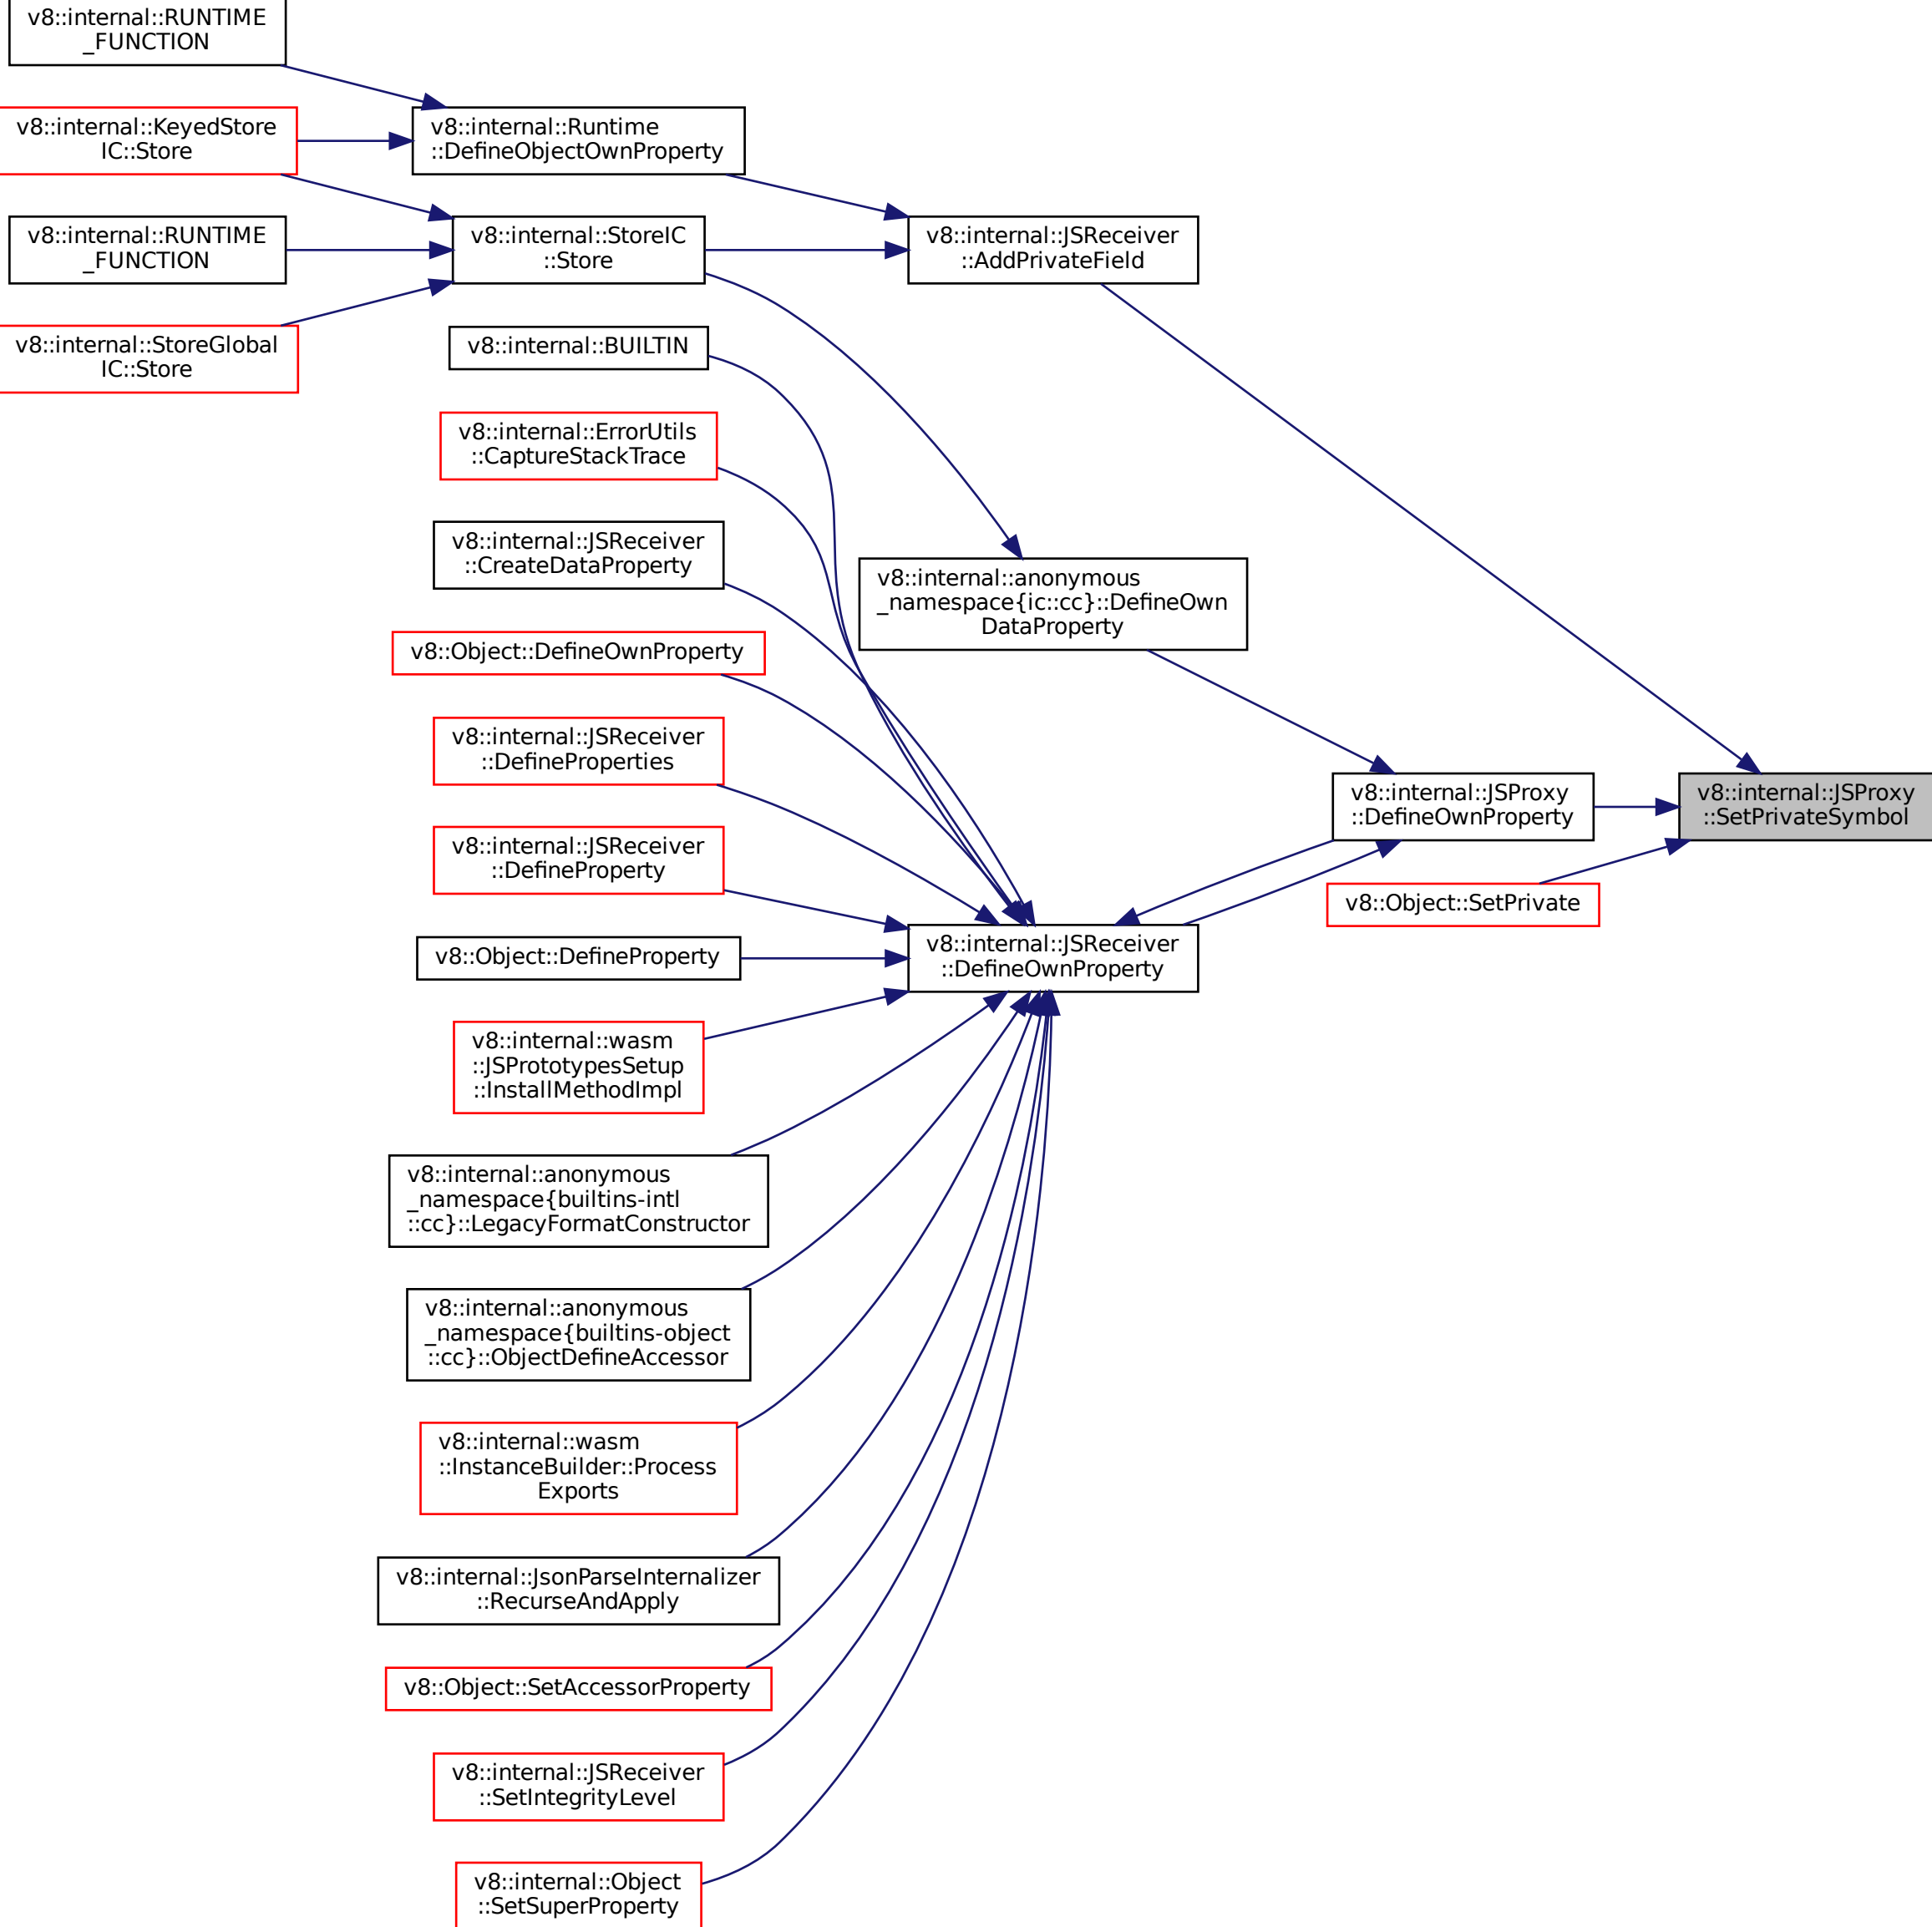 v8::internal::RUNTIME
_FUNCTION
v8::internal::KeyedStore
IC::Store
v8::internal::RUNTIME
_FUNCTION
v8::internal::StoreGlobal
IC::Store
v8::internal::Runtime
::DefineObjectOwnProperty
v8::internal::StoreIC
::Store
v8::internal::BUILTIN
v8::internal::ErrorUtils
::CaptureStackTrace
v8::internal::JSReceiver
::CreateDataProperty
v8::Object::DefineOwnProperty
v8::internal::JSReceiver
::DefineProperties
v8::internal::JSReceiver
::DefineProperty
v8::Object::DefineProperty
v8::internal::wasm
::JSPrototypesSetup
::InstallMethodImpl
v8::internal::anonymous
_namespace{builtins-intl
::cc}::LegacyFormatConstructor
v8::internal::anonymous
_namespace{builtins-object
::cc}::ObjectDefineAccessor
v8::internal::wasm
::InstanceBuilder::Process
Exports
v8::internal::JsonParseInternalizer
::RecurseAndApply
v8::Object::SetAccessorProperty
v8::internal::JSReceiver
::SetIntegrityLevel
v8::internal::Object
::SetSuperProperty
v8::internal::JSReceiver
::AddPrivateField
v8::internal::anonymous
_namespace{ic::cc}::DefineOwn
DataProperty
v8::internal::JSReceiver
::DefineOwnProperty
v8::internal::JSProxy
::DefineOwnProperty
v8::Object::SetPrivate
v8::internal::JSProxy
::SetPrivateSymbol